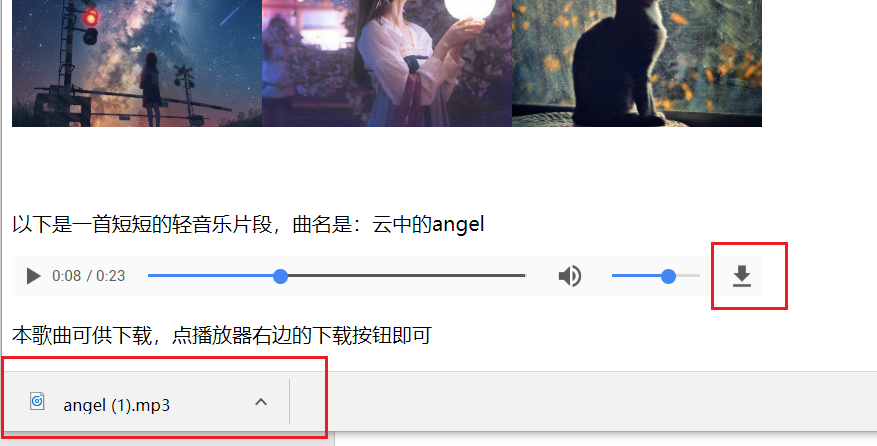 以下是一首短短的轻音乐片段，曲名是：云中的angel
0:08 / 0:23
本歌曲可供下载，点播放器右边的下载按钮即可
angel (1).mp3